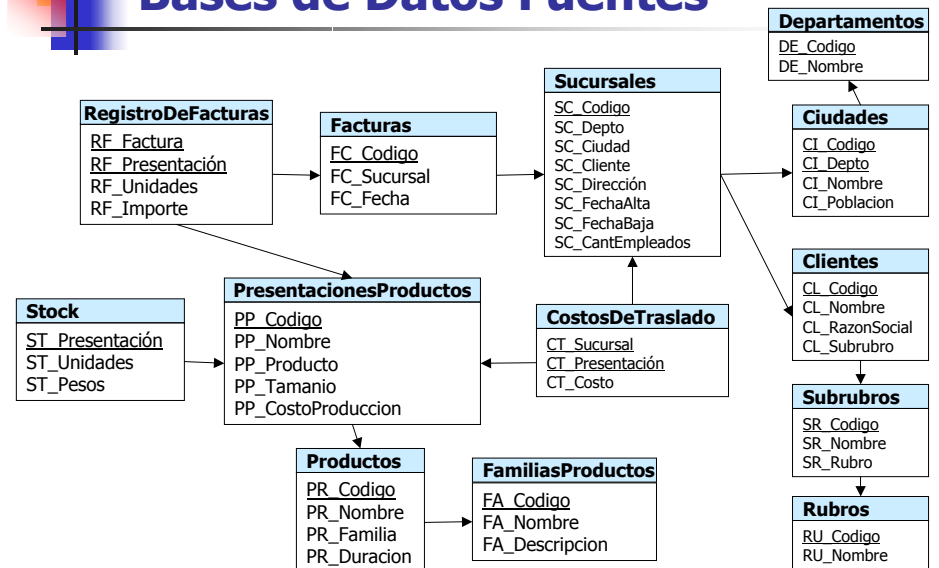 Bases de Datos Fuentes
Departamentos
DE_Codigo
DE_Nombre
Sucursales
SC_Codigo
SC_Depto
SC_Ciudad
SC_Cliente
SC_Dirección
SC_FechaAlta
SC_FechaBaja
SC_CantEmpleados
RegistroDeFacturas
RF_Factura
RF_Presentación
RF_Unidades
RF_Importe
Facturas
FC_Codigo
FC_Sucursal
FC_Fecha
Ciudades
CI_Codigo
CI_Depto
CI_Nombre
CI_Poblacion
Clientes
CL_Codigo
CL_Nombre
CL_RazonSocial
CL_Subrubro
PresentacionesProductos
PP_Codigo
PP_Nombre
PP_Producto
PP_Tamanio
PP_CostoProduccion
Stock
ST_Presentación
ST_Unidades
ST_Pesos
CostosDeTraslado
CT_Sucursal
CT_Presentación
CT_Costo
Subrubros
SR_Codigo
SR_Nombre
SR_Rubro
Productos
PR_Codigo
PR_Nombre
PR_Familia
PR_Duracion
FamiliasProductos
FA_Codigo
FA_Nombre
FA_Descripcion
Rubros
RU_Codigo
RU_Nombre